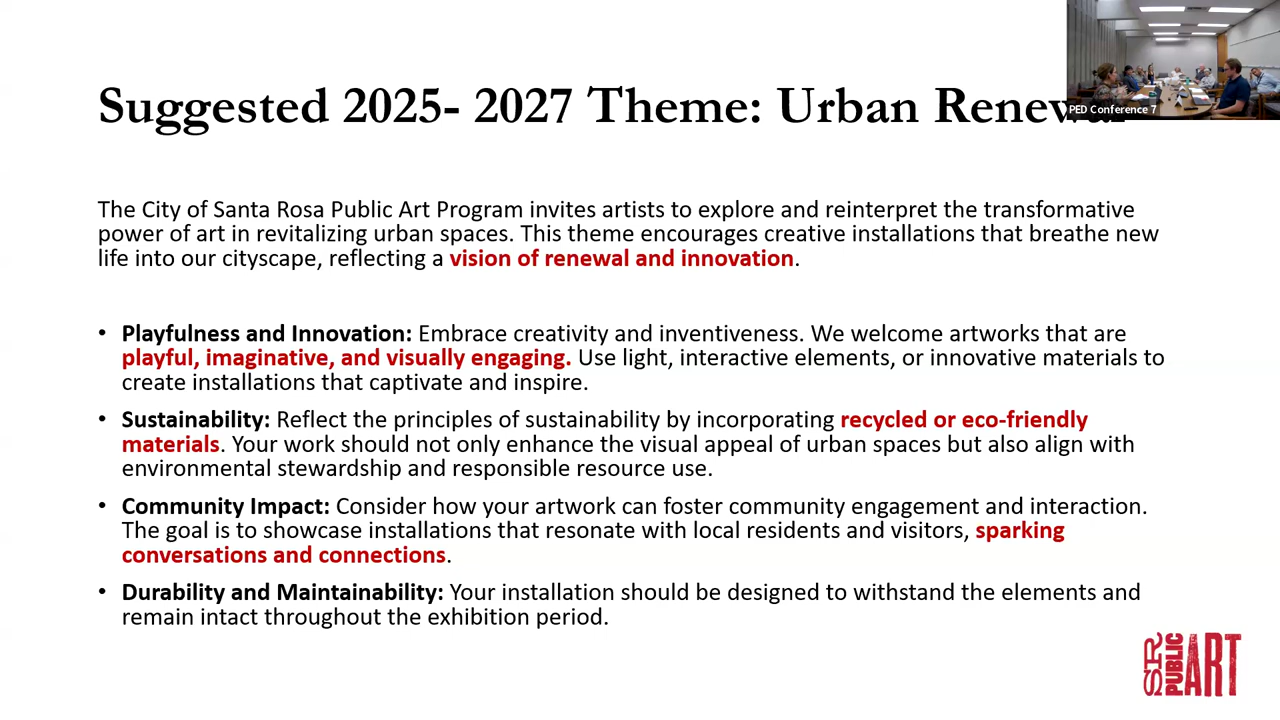 Suggested 2025- 2027 Theme: Urban Renewal
PED Conference 7
The City of Santa Rosa Public Art Program invites artists to explore and reinterpret the transformative
power of art in revitalizing urban spaces. This theme encourages creative installations that breathe new
life into our cityscape, reflecting a vision of renewal and innovation.
• Playfulness and Innovation: Embrace creativity and inventiveness. We welcome artworks that are
playful, imaginative, and visually engaging. Use light, interactive elements, or innovative materials to
create installations that captivate and inspire.
• Sustainability: Reflect the principles of sustainability by incorporating recycled or eco-friendly
materials. Your work should not only enhance the visual appeal of urban spaces but also align with
environmental stewardship and responsible resource use.
• Community Impact: Consider how your artwork can foster community engagement and interaction.
The goal is to showcase installations that resonate with local residents and visitors, sparking
conversations and connections.
• Durability and Maintainability: Your installation should be designed to withstand the elements and
remain intact throughout the exhibition period.
SR
PUBLIC
ART